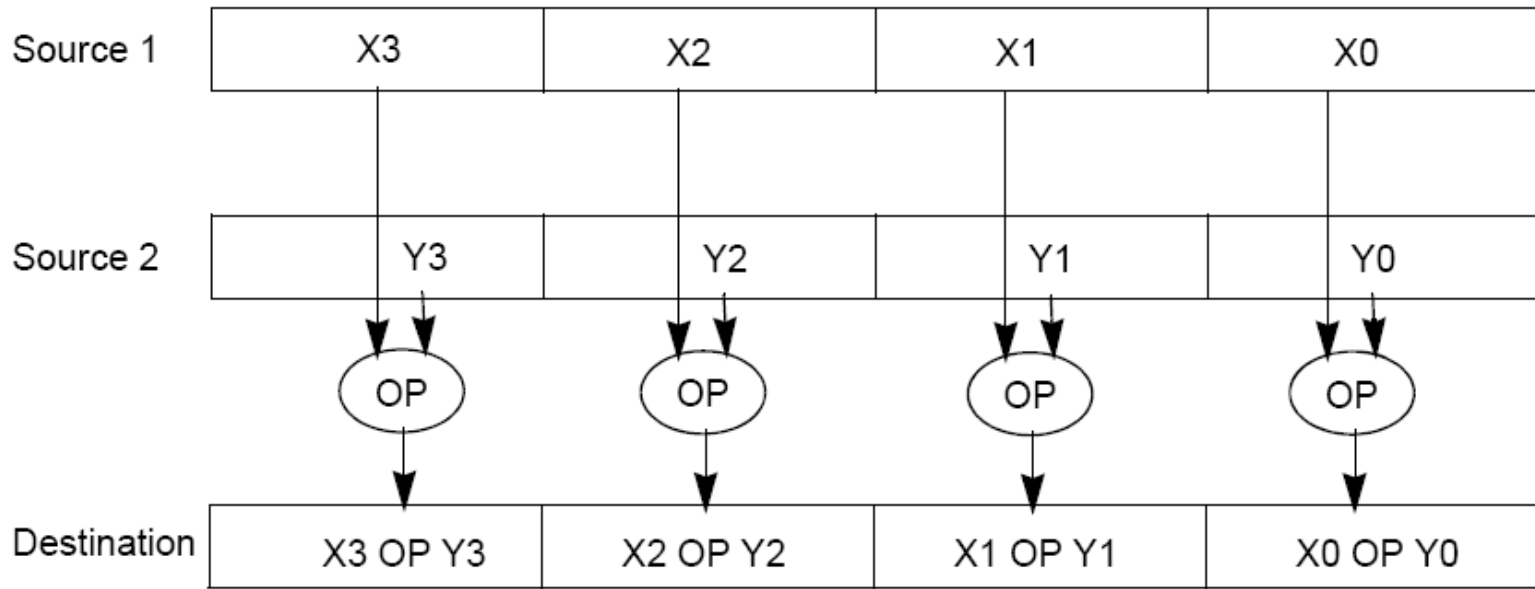 Source 1 X3 X2 X1 X0
Source 2 Y3 Y2 Y1 Y0
OP OP OP OP
Destination X3 OP Y3 X2 OP Y2 X1 OP Y1 X0 OP Y0